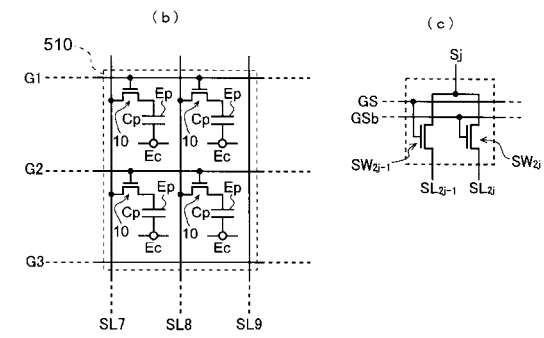 (b)
510
G1
Ep Ep
Cp Cp
10 10
Ec Ec
G2
Ep Ep
Cp Cp
10 10
Ec Ec
G3
SL7 SL8 SL9
(c)
Sj
GS
GSb
SW2j-1 SW2j
SL2j-1 SL2j